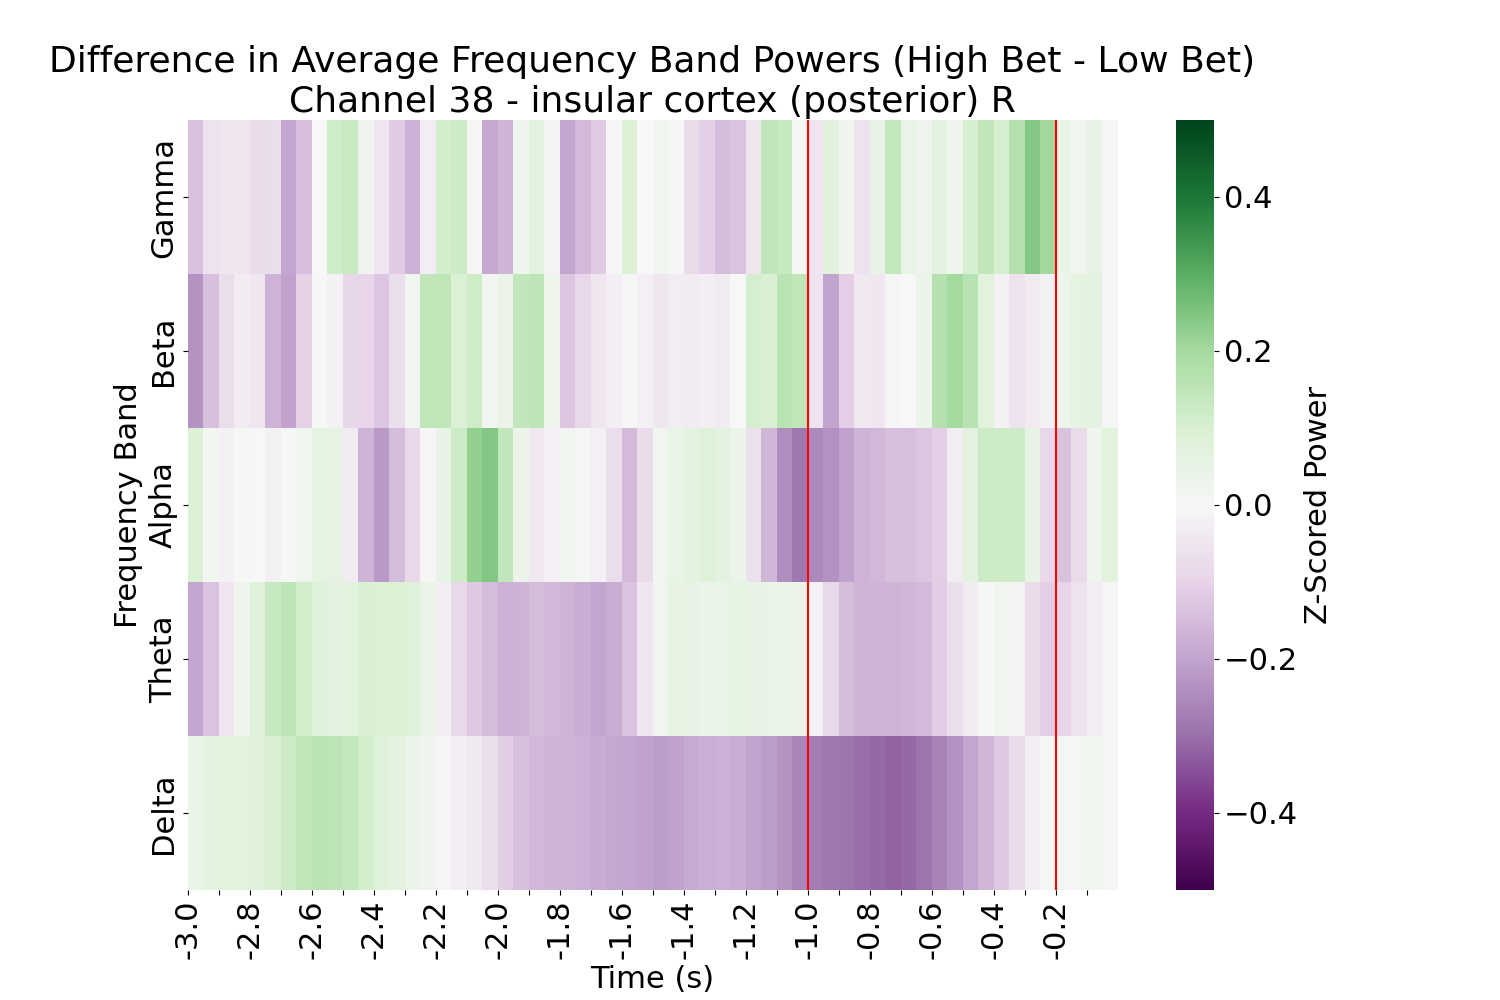 Difference in Average Frequency Band Powers (High Bet - Low Bet)
Channel 38 - insular cortex (posterior) R
Frequency Band
Gamma
Beta
Alpha
Theta
Delta
-3.0
-2.8
-2.6
-2.4
-2.2
-2.0
-1.8
-1.6
-1.4
-1.2
-1.0
-0.8
-0.6
-0.4
-0.2
Time (s)
0.4
0.2
0.0
−0.2
−0.4
Z-Scored Power